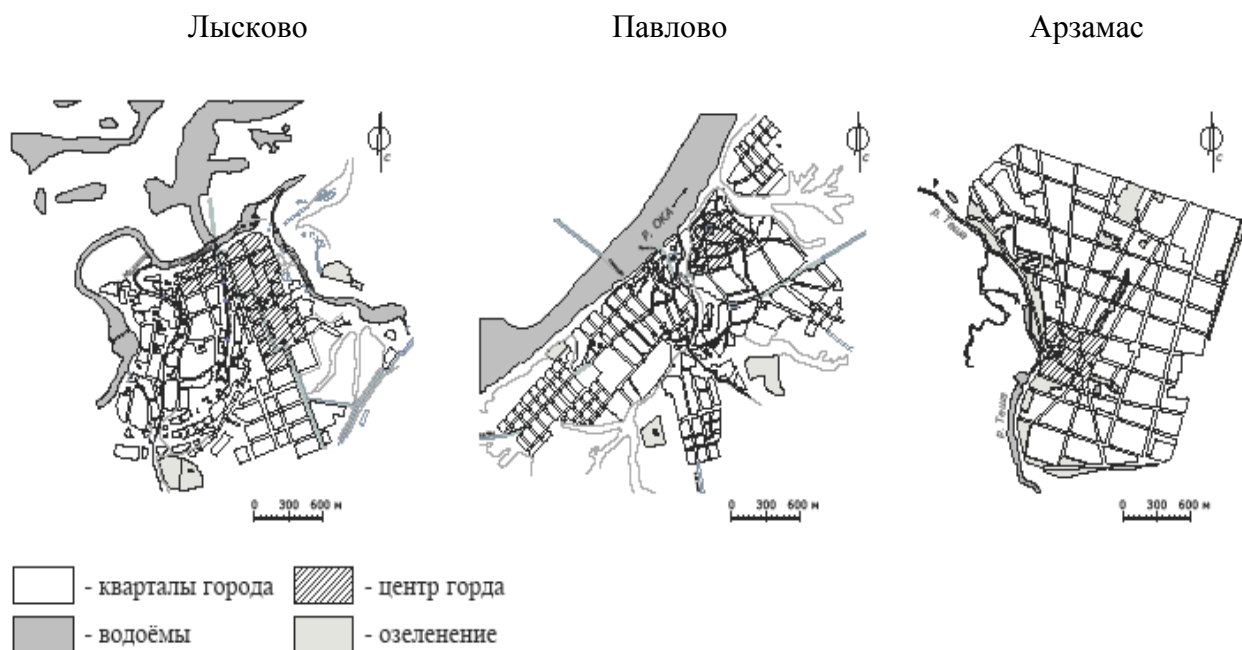 Лысково Павлово Арзамас
с с с
р. ОКА
р. Теша
р. Теша
0 300 600 м 0 300 600 м 0 300 600 м
- кварталы города - центр горда
- водоёмы - озеленение